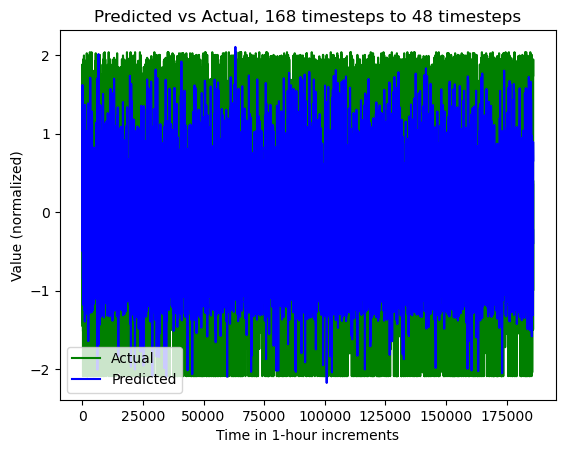 Predicted vs Actual, 168 timesteps to 48 timesteps
Value (normalized)
2
1
0
−1
−2
Actual
Predicted
0 25000 50000 75000 100000 125000 150000 175000
Time in 1-hour increments